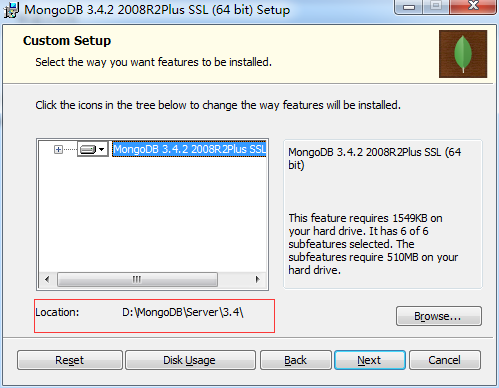 MongoDB 3.4.2 2008R2Plus SSL (64 bit) Setup
Custom Setup
Select the way you want features to be installed.
Click the icons in the tree below to change the way features will be installed.
MongoDB 3.4.2 2008R2Plus SSL
MongoDB 3.4.2 2008R2Plus SSL (64
bit)
This feature requires 1549KB on
your hard drive. It has 6 of 6
subfeatures selected. The
subfeatures require 510MB on your
hard drive.
Location: D:\MongoDB\Server\3.4\
Browse...
Reset Disk Usage Back Next Cancel